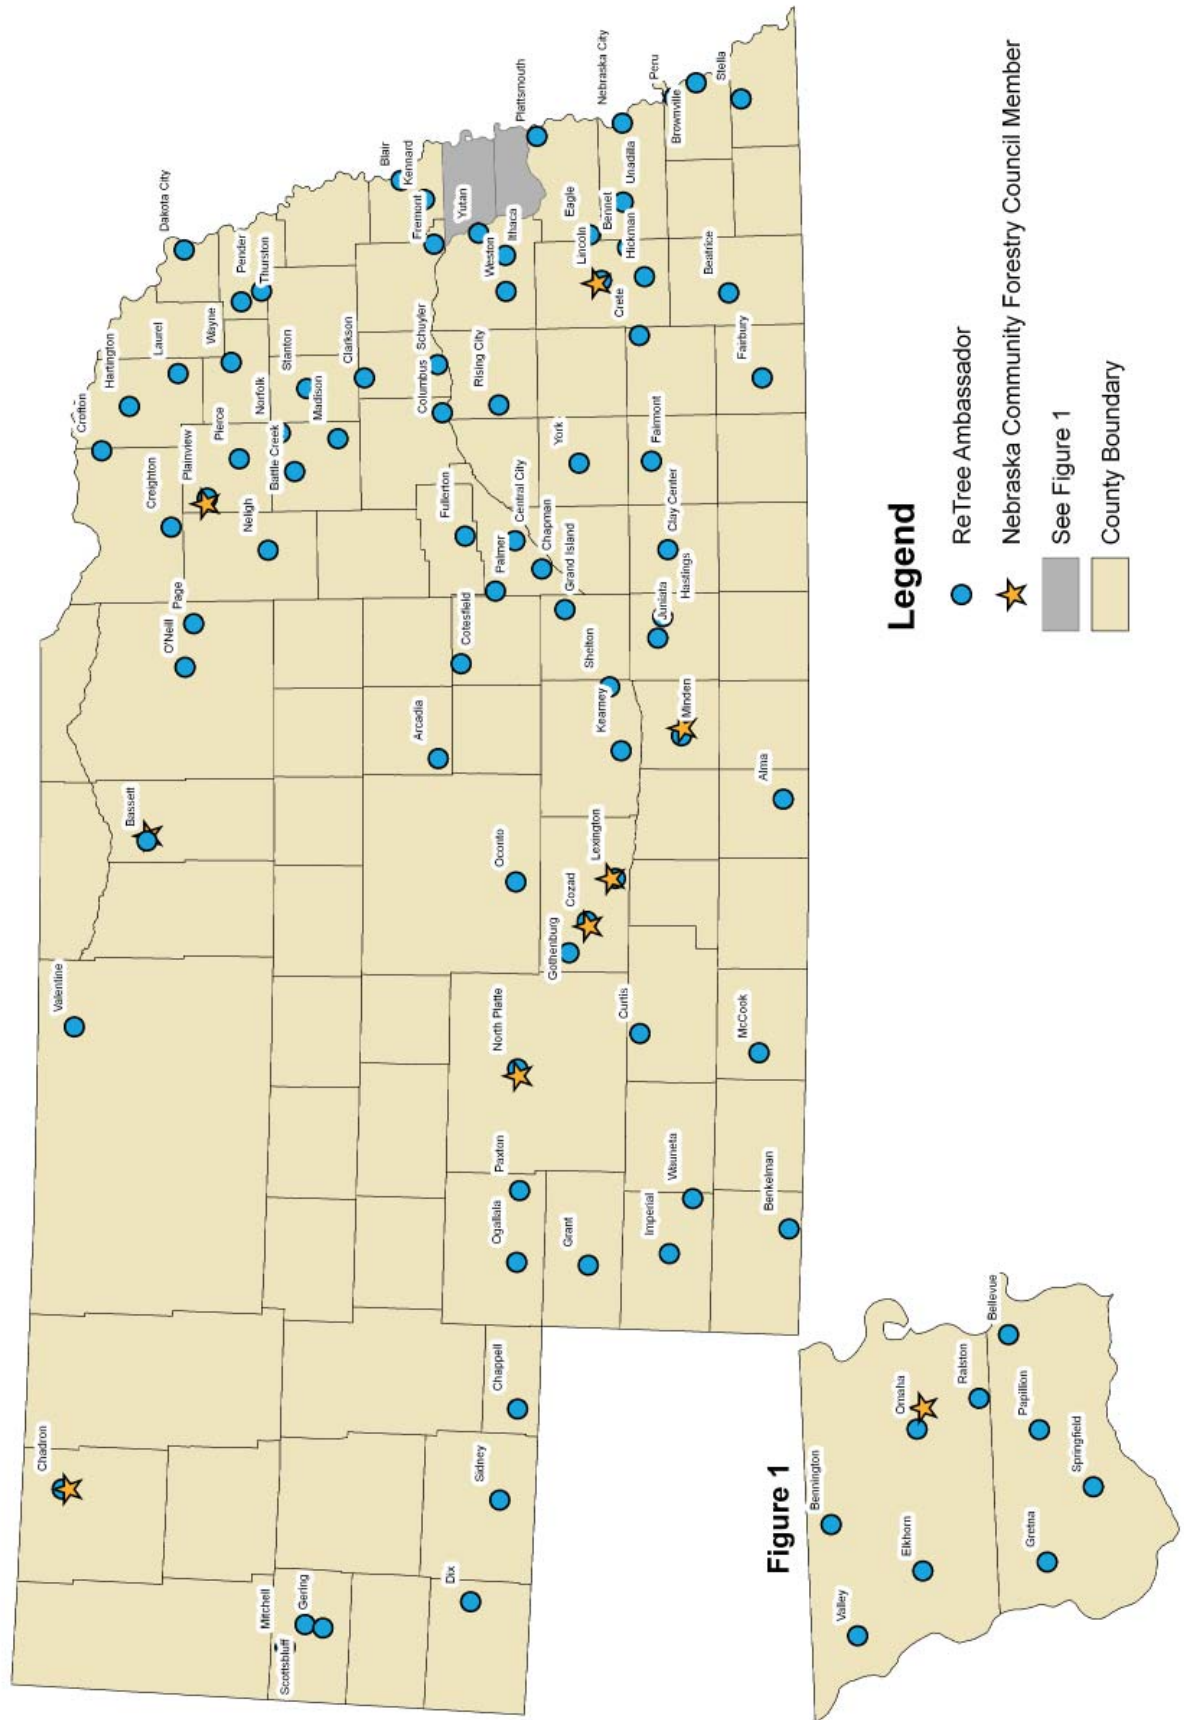 Chadron
Valentine
Bassett
O'Neill
Page
Creighton
Crofton
Hartington
Laurel
Dakota City
Plainview
Pierce
Wayne
Pender
Thurston
Neligh
Battle Creek
Norfolk
Stanton
Madison
Clarkson
Mitchell
Scottsbluff
Gering
Dix
Sidney
Chappell
Ogallala
Paxton
North Platte
Oconto
Arcadia
Cotesfield
Fullerton
Palmer
Central City
Chapman
Grand Island
Columbus
Schuyler
Rising City
Fremont
Blair
Kennard
Yutan
Weston
Ithaca
Plattsmouth
Grant
Gothenburg
Cozad
Lexington
Kearney
Shelton
York
Lincoln
Eagle
Bennet
Unadilla
Nebraska City
Hickman
Crete
Imperial
Wauneta
Curtis
Minden
Juniata
Hastings
Clay Center
Fairmont
Beatrice
Peru
Brownville
Stella
Benkelman
McCook
Alma
Fairbury
Figure 1
Valley
Bennington
Elkhorn
Omaha
Ralston
Bellevue
Gretna
Papillion
Springfield
Legend
ReTree Ambassador
Nebraska Community Forestry Council Member
See Figure 1
County Boundary